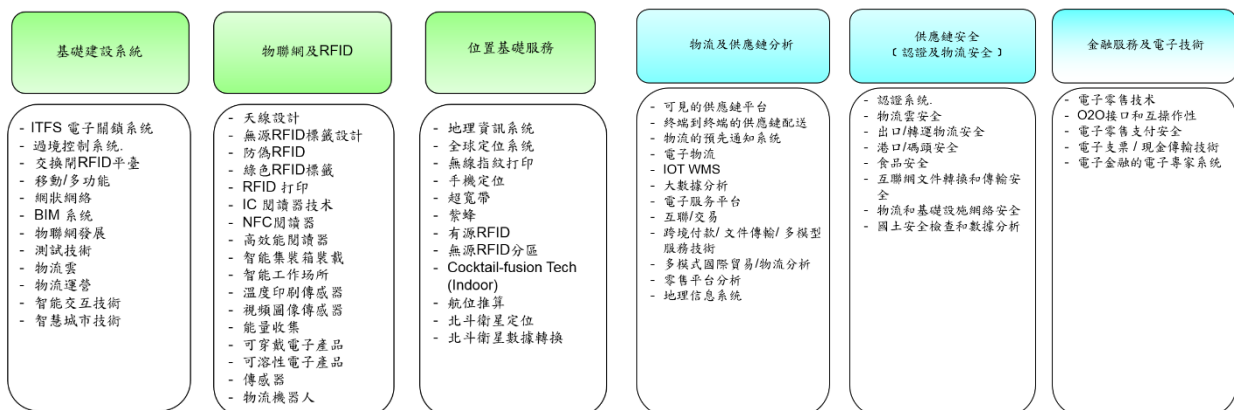 基礎建設系統
- ITFS 電子關鎖系統
- 過境控制系統.
- 交換閘RFID平臺
- 移動/多功能
- 網狀網絡
- BIM 系統
- 物聯網發展
- 測試技術
- 物流雲
- 物流運營
- 智能交互技術
- 智慧城市技術
物聯網及RFID
- 天線設計
- 無源RFID標籤設計
- 防偽RFID
- 綠色RFID標籤
- RFID 打印
- IC 閱讀器技术
- NFC閱讀器
- 高效能閱讀器
- 智能集裝箱裝載
- 智能工作场所
- 溫度印刷傳感器
- 視頻圖像傳感器
- 能量收集
- 可穿戴電子產品
- 可溶性電子產品
- 傳感器
- 物流機器人
位置基礎服務
- 地理資訊系統
- 全球定位系統
- 無線指紋打印
- 手機定位
- 超宽帶
- 紫蜂
- 有源RFID
- 無源RFID分區
- Cocktail-fusion Tech
(Indoor)
- 航位推算
- 北斗衛星定位
- 北斗衛星數據轉換
物流及供應鏈分析
- 可見的供應鏈平台
- 终端到终端的供應鏈配送
- 物流的預先通知系統
- 電子物流
- IOT WMS
- 大數據分析
- 電子服务平台
- 互聯/交易
- 跨境付款/ 文件傳輸/ 多模型
服務技術
- 多模式國際貿易/物流分析
- 零售平台分析
- 地理信息系統
供應鏈安全
﹝認證及物流安全﹞
- 認證系統.
- 物流雲安全
- 出口/轉運物流安全
- 港口/碼頭安全
- 食品安全
- 互聯網文件轉換和傳輸安
全
- 物流和基礎設施網絡安全
- 國土安全檢查和數據分析
金融服務及電子技術
- 電子零售技术
- O2O接口和互操作性
- 電子零售支付安全
- 電子支票 / 現金傳輸技術
- 電子金融的電子專家系統